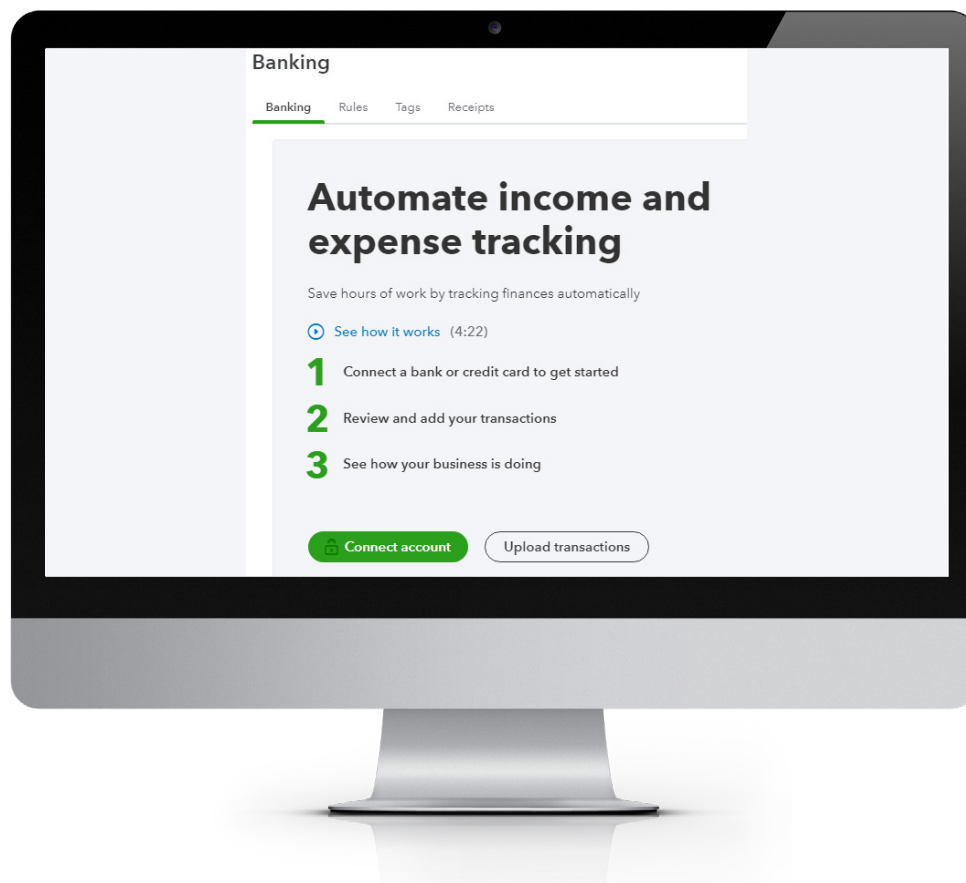 Banking
Banking Rules Tags Receipts
Automate income and
expense tracking
Save hours of work by tracking finances automatically
See how it works (4:22)
1 Connect a bank or credit card to get started
2 Review and add your transactions
3 See how your business is doing
Connect account Upload transactions